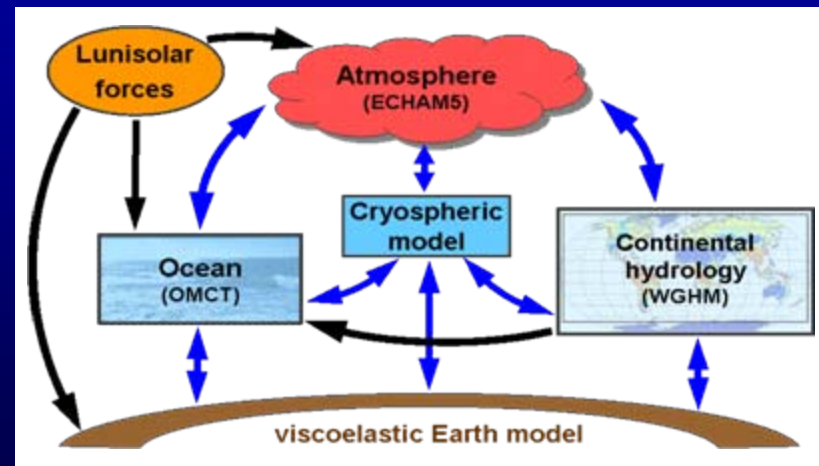 Lunisolar
forces
Atmosphere
(ECHAM5)
Cryospheric
model
Ocean
(OMCT)
Continental
hydrology
(WGHM)
viscoelastic Earth model